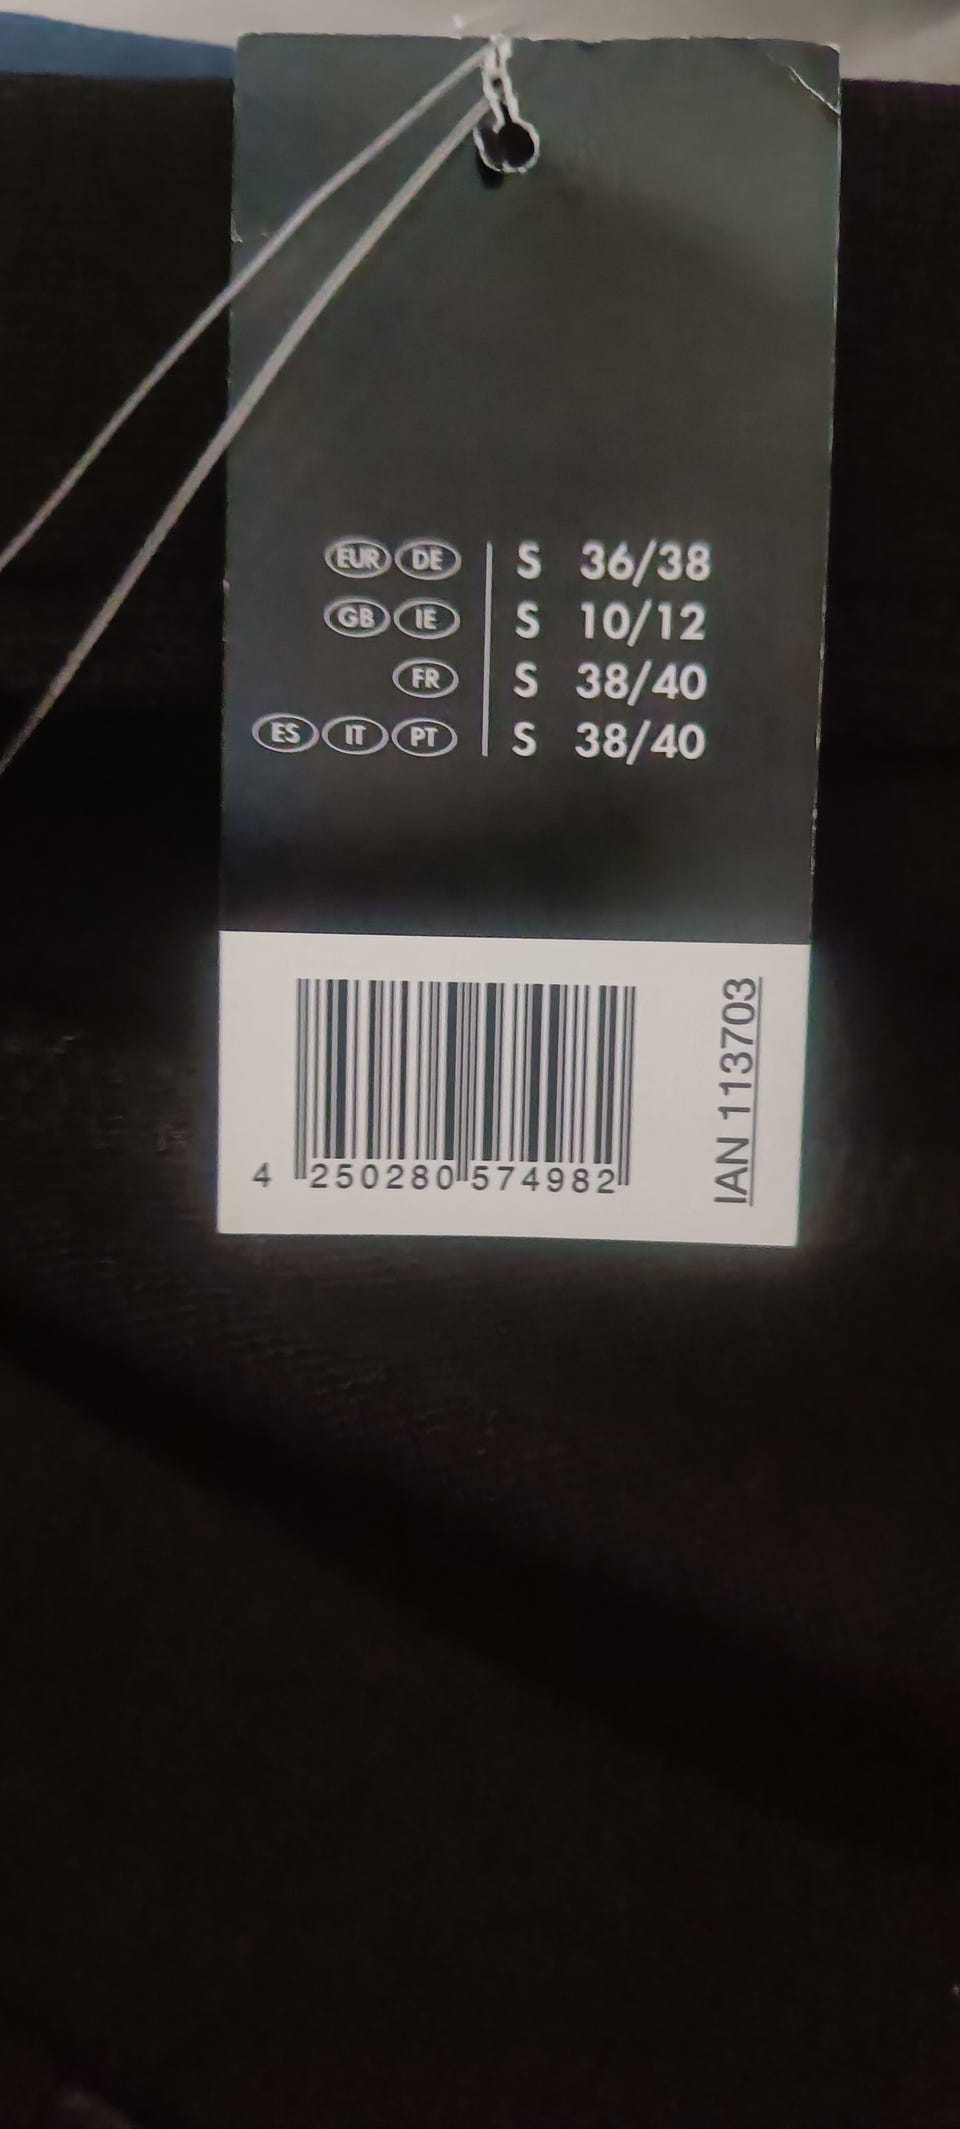 EUR DE S 36/38
GB IE S 10/12
FR S 38/40
ES IT PT S 38/40
4 250280 574982
IAN 113703